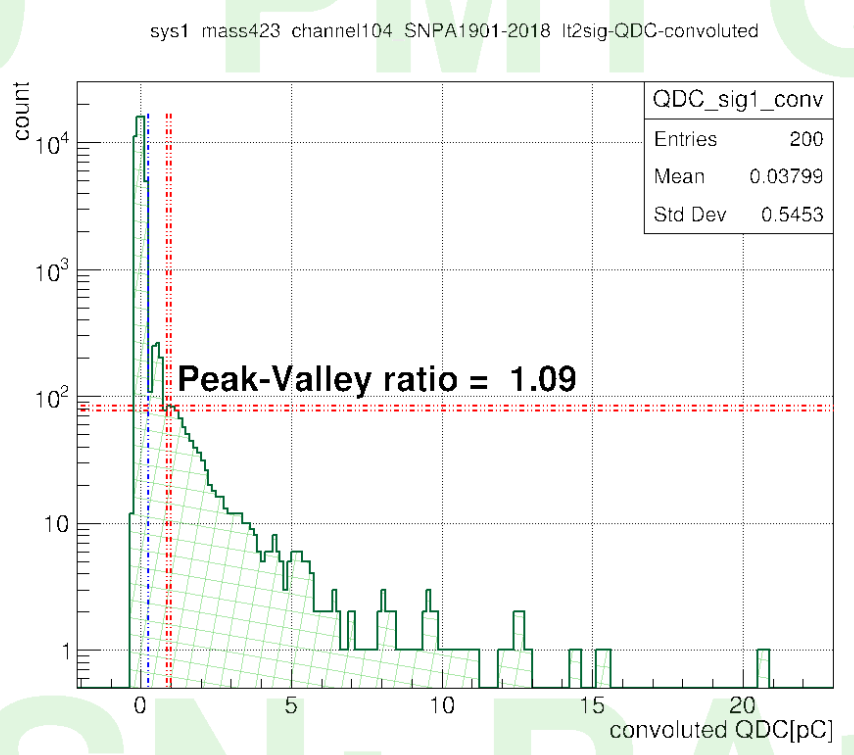 sys1 mass423 channel104 SNPA1901-2018 lt2sig-QDC-convoluted
QDC_sig1_conv
Entries 200
Mean 0.03799
Std Dev 0.5453
count
10^4
10^3
10^2
10
1
Peak-Valley ratio = 1.09
0 5 10 15 20
convoluted QDC[pC]